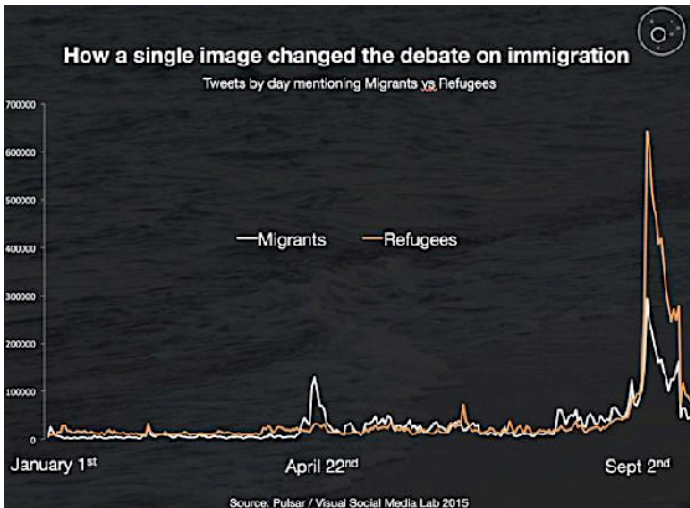 How a single image changed the debate on immigration
Tweets by day mentioning Migrants vs Refugees
700000
600000
500000
400000
Migrants Refugees
300000
200000
100000
0
January 1st April 22nd Sept 2nd
Source: Pulsar / Visual Social Media Lab 2015